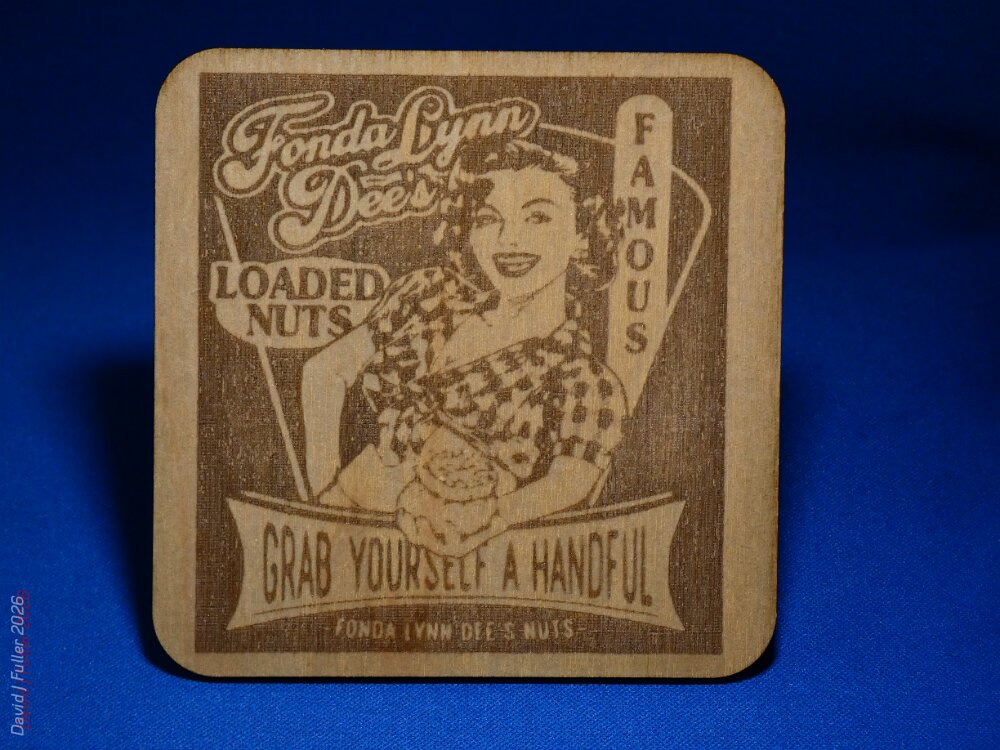 Fonda Lynn
Dee's
FAMOUS
LOADED
NUTS
GRAB YOURSELF A HANDFUL
-FONDA LYNN DEE'S NUTS-
David J Fuller 2026